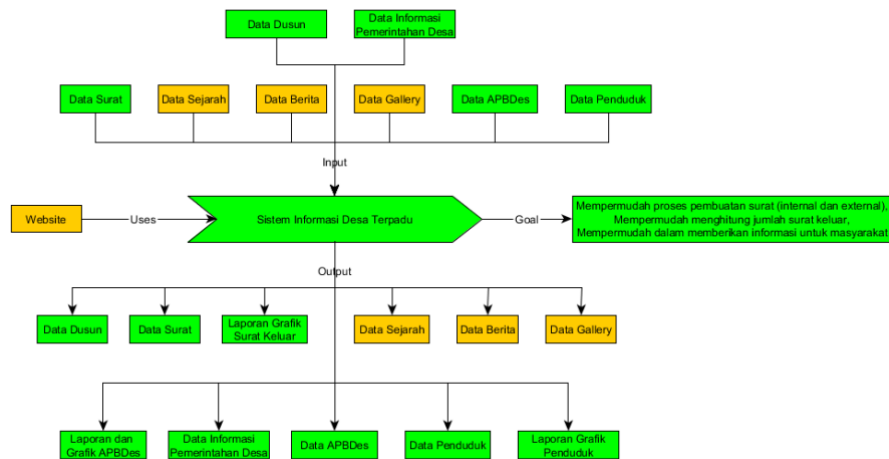 Data Dusun
Data Informasi
Pemerintahan Desa
Data Surat
Data Sejarah
Data Berita
Data Gallery
Data APBDes
Data Penduduk
Input
Website
Uses
Sistem Informasi Desa Terpadu
Goal
Mempermudah proses pembuatan surat (internal dan external),
Mempermudah menghitung jumlah surat keluar,
Mempermudah dalam memberikan informasi untuk masyarakat
Output
Data Dusun
Data Surat
Laporan Grafik
Surat Keluar
Data Sejarah
Data Berita
Data Gallery
Laporan dan
Grafik APBDes
Data Informasi
Pemerintahan Desa
Data APBDes
Data Penduduk
Laporan Grafik
Penduduk